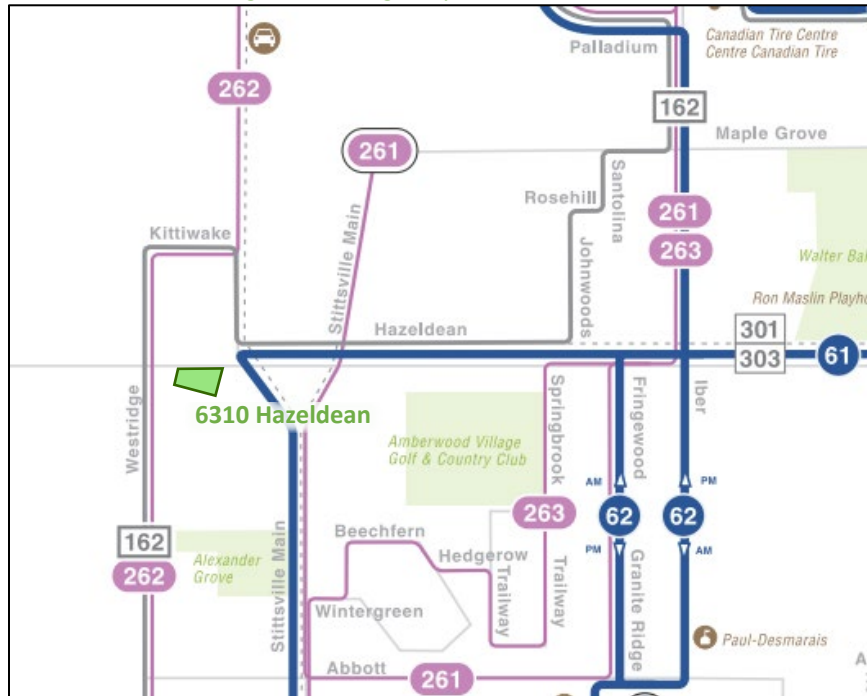 Palladium
Canadian Tire Centre
Centre Canadian Tire
262
162
Maple Grove
261
Santolina
Rosehill
261
263
Kittiwake
Stittsville Main
Johnwoods
Walter Ba
Ron Maslin Playho
Hazeldean
301
303
61
Westridge
6310 Hazeldean
Springbrook
Fringewood
Iber
Amberwood Village
Golf & Country Club
AM
PM
263
62
62
162
262
Alexander
Grove
Stittsville Main
Beechfern
Hedgerow
Trailway
Trailway
PM
AM
Granite Ridge
Wintergreen
Paul-Desmarais
Abbott
261
A